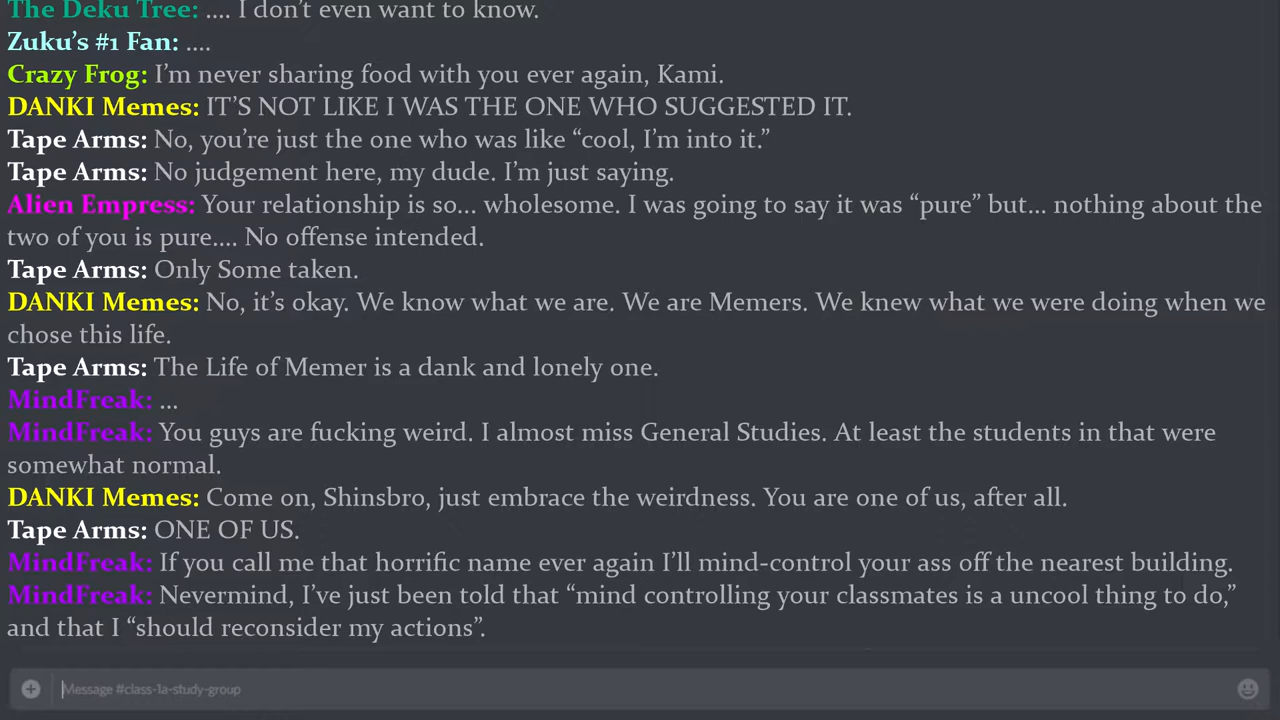 The Deku Tree: .... I don't even want to know.
Zuku's #1 Fan: ....
Crazy Frog: I'm never sharing food with you ever again, Kami.
DANKI Memes: IT'S NOT LIKE I WAS THE ONE WHO SUGGESTED IT.
Tape Arms: No, you're just the one who was like “cool, I'm into it.”
Tape Arms: No judgement here, my dude. I'm just saying.
Alien Empress: Your relationship is so... wholesome. I was going to say it was “pure” but... nothing about the
two of you is pure.... No offense intended.
Tape Arms: Only Some taken.
DANKI Memes: No, it's okay. We know what we are. We are Memers. We knew what we were doing when we
chose this life.
Tape Arms: The Life of Memer is a dank and lonely one.
MindFreak: ...
MindFreak: You guys are fucking weird. I almost miss General Studies. At least the students in that were
somewhat normal.
DANKI Memes: Come on, Shinsbro, just embrace the weirdness. You are one of us, after all.
Tape Arms: ONE OF US.
MindFreak: If you call me that horrific name ever again I'll mind-control your ass off the nearest building.
MindFreak: Nevermind, I've just been told that “mind controlling your classmates is a uncool thing to do,”
and that I “should reconsider my actions”.
Message #class-1a-study-group